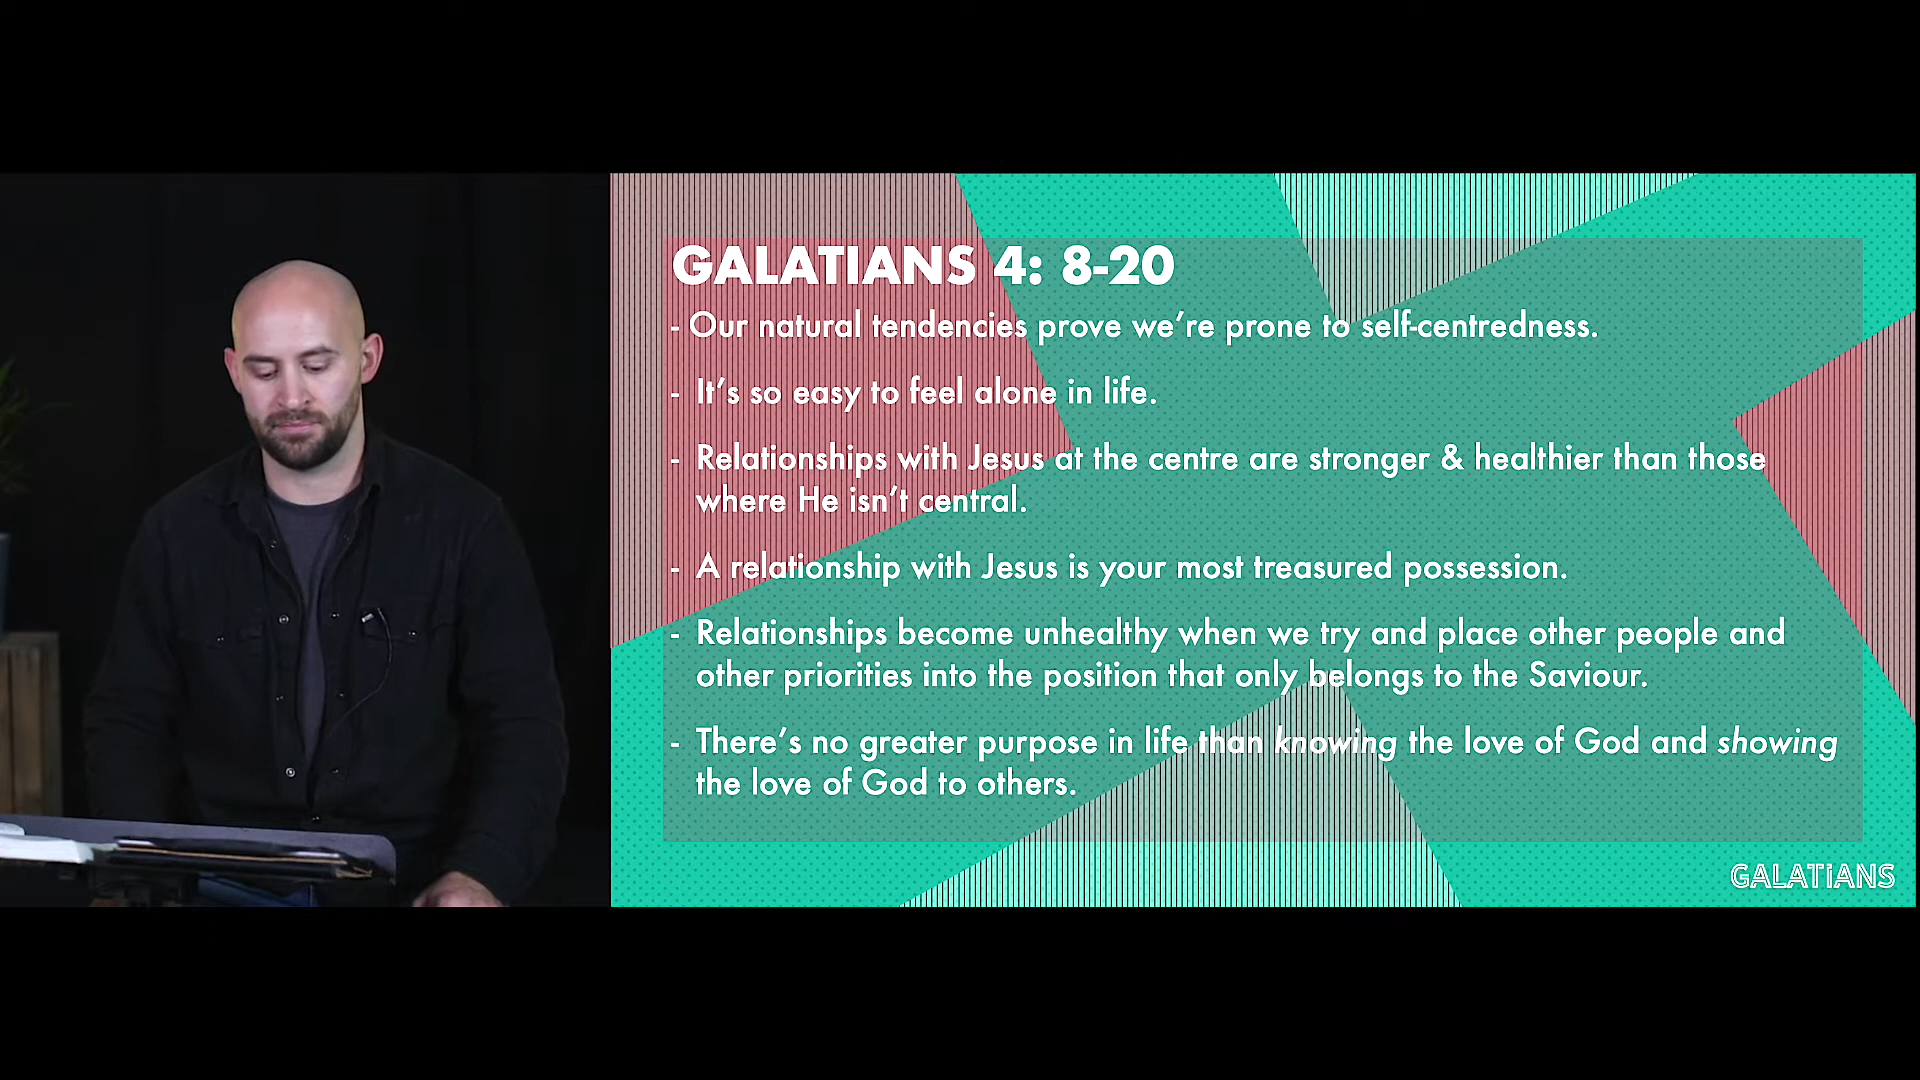 GALATIANS 4: 8-20
- Our natural tendencies prove we’re prone to self-centredness.
- It’s so easy to feel alone in life.
- Relationships with Jesus at the centre are stronger & healthier than those
where He isn’t central.
- A relationship with Jesus is your most treasured possession.
- Relationships become unhealthy when we try and place other people and
other priorities into the position that only belongs to the Saviour.
- There’s no greater purpose in life than knowing the love of God and showing
the love of God to others.
GALATiANS